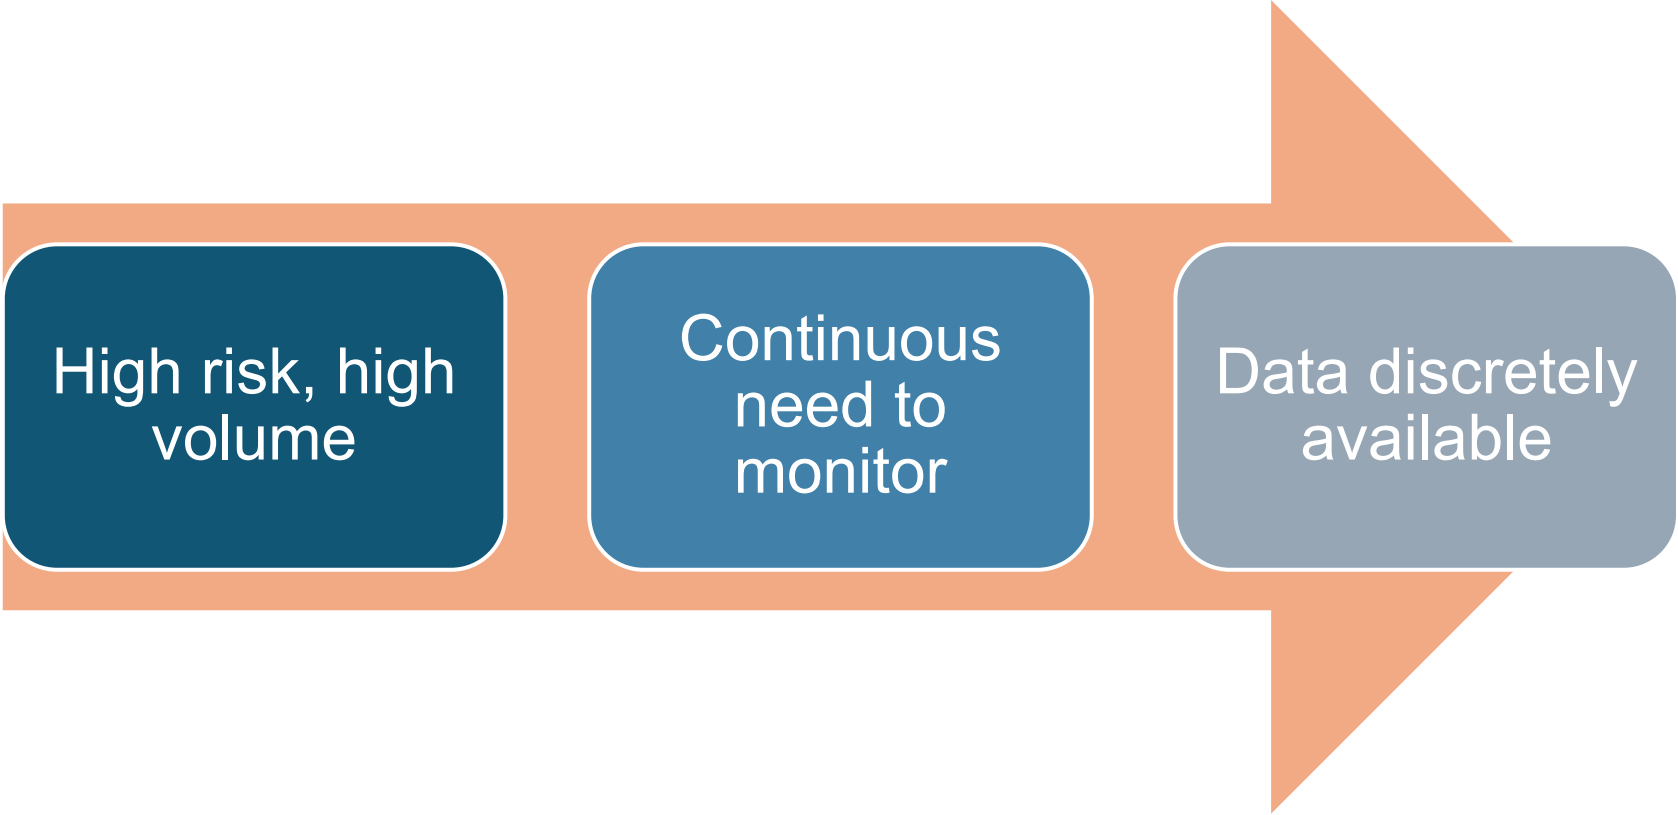 High risk, high
volume
Continuous
need to
monitor
Data discretely
available